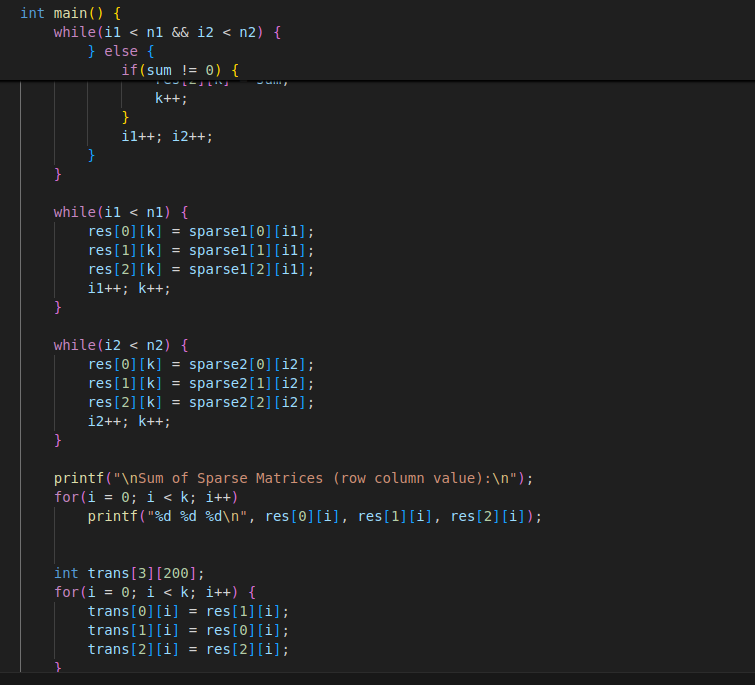 int main() {
    while(i1 < n1 && i2 < n2) {
        } else {
            if(sum != 0) {
                k++;
            }
            i1++; i2++;
        }
    }

    while(i1 < n1) {
        res[0][k] = sparse1[0][i1];
        res[1][k] = sparse1[1][i1];
        res[2][k] = sparse1[2][i1];
        i1++; k++;
    }

    while(i2 < n2) {
        res[0][k] = sparse2[0][i2];
        res[1][k] = sparse2[1][i2];
        res[2][k] = sparse2[2][i2];
        i2++; k++;
    }

    printf("\nSum of Sparse Matrices (row column value):\n");
    for(i = 0; i < k; i++)
        printf("%d %d %d\n", res[0][i], res[1][i], res[2][i]);


    int trans[3][200];
    for(i = 0; i < k; i++) {
        trans[0][i] = res[1][i];
        trans[1][i] = res[0][i];
        trans[2][i] = res[2][i];
    }